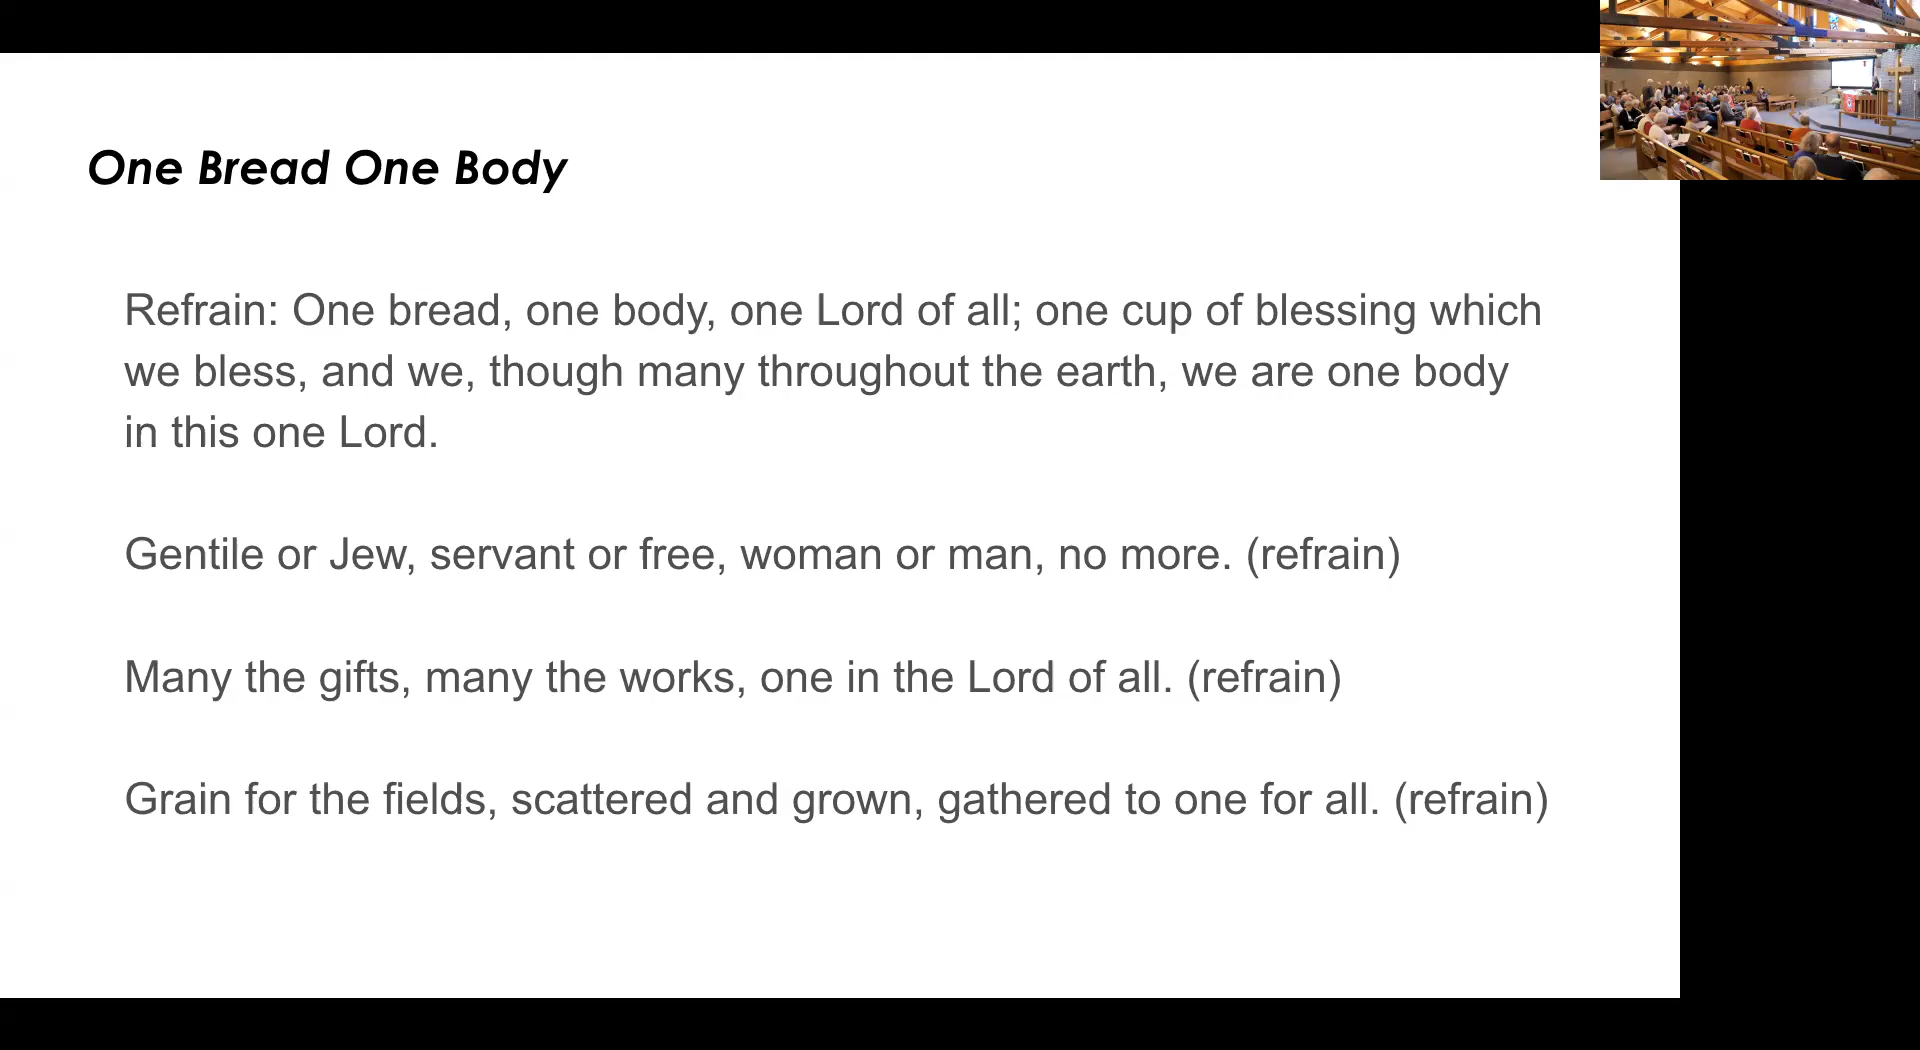 One Bread One Body
Refrain: One bread, one body, one Lord of all; one cup of blessing which
we bless, and we, though many throughout the earth, we are one body
in this one Lord.
Gentile or Jew, servant or free, woman or man, no more. (refrain)
Many the gifts, many the works, one in the Lord of all. (refrain)
Grain for the fields, scattered and grown, gathered to one for all. (refrain)